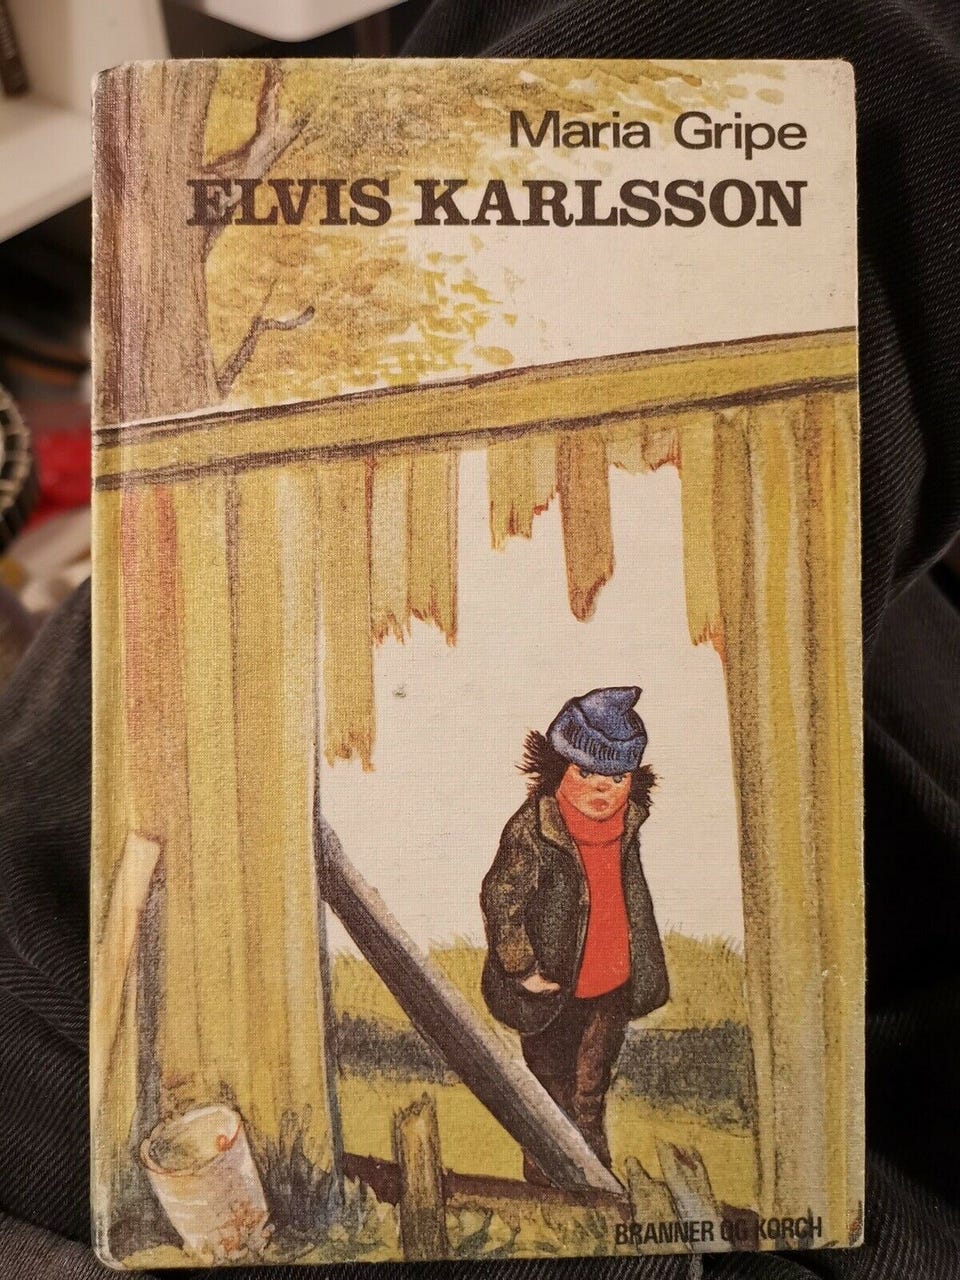 Maria Gripe
ELVIS KARLSSON
BRANNER OG KORCH